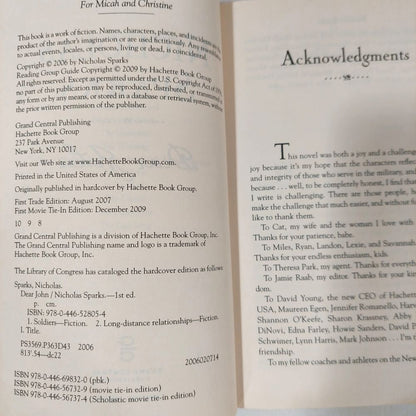 For Micah and Christine
This book is a work of fiction. Names, characters, places, and incidents are the
product of the author's imagination or are used fictitiously. Any resemblance
to actual events, locales, or persons, living or dead, is coincidental.
Copyright © 2006 by Nicholas Sparks
Reading Group Guide Copyright © 2009 by Hachette Book Group
All rights reserved. Except as permitted under the U.S. Copyright Act of
no part of this publication may be reproduced, distributed, or transmitted in
any form or by any means, or stored in a database or retrieval system, without
the prior written permission of the publisher.
Grand Central Publishing
Hachette Book Group
237 Park Avenue
New York, NY 10017
Visit our Web site at www.HachetteBookGroup.com.
Printed in the United States of America
Originally published in hardcover by Hachette Book Group.
First Trade Edition: August 2007
First Movie Tie-In Edition: December 2009
10 9 8
Grand Central Publishing is a division of Hachette Book Group, Inc.
The Grand Central Publishing name and logo is a trademark of
Hachette Book Group, Inc.
The Library of Congress has cataloged the hardcover edition as follows:
Sparks, Nicholas.
Dear John / Nicholas Sparks.—1st ed.
p. cm.
ISBN: 978-0-446-52805-4
1. Soldiers—Fiction. 2. Long-distance relationships—Fiction.
I. Title.
PS3569.P363D43 2006
813'.54—dc22
2006020714
ISBN 978-0-446-69832-0 (pbk.)
ISBN 978-0-446-56732-9 (movie tie-in edition)
ISBN 978-0-446-56737-4 (Scholastic movie tie-in edition)
Acknowledgments
This novel was both a joy and a challenge
joy because it's my hope that the characters reflect
and integrity of those who serve in the military, and
because . . . well, to be completely honest, I find that
I write challenging. There are those people, ho
make the challenge that much easier, and without fu
like to thank them.
To Cat, my wife and the woman I love with
Thanks for your patience, babe.
To Miles, Ryan, Landon, Lexie, and Savannah
Thanks for your endless enthusiasm, kids.
To Theresa Park, my agent. Thanks for everything
To Jamie Raab, my editor. Thanks for your kin
dom.
To David Young, the new CEO of Hachette
USA, Maureen Egen, Jennifer Romanello, Harvey
Shannon O'Keefe, Sharon Krassney, Abby
DiNovi, Edna Farley, Howie Sanders, David P
Schwimer, Lynn Harris, Mark Johnson . . . I'm t
friendship.
To my fellow coaches and athletes on the New